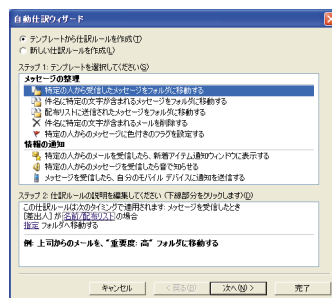 自動仕訳ウィザード
テンプレートから仕訳ルールを作成(T)
新しい仕訳ルールを作成(L)
ステップ 1: テンプレートを選択してください(S)
メッセージの整理
特定の人から受信したメッセージをフォルダに移動する
件名に特定の文字が含まれるメッセージをフォルダに移動する
配布リストに送信されたメッセージをフォルダに移動する
件名に特定の文字が含まれるメールを削除する
特定の人からのメッセージに色付きのフラグを設定する
情報の通知
特定の人からのメールを受信したら、新着アイテム通知ウィンドウに表示する
特定の人からのメッセージを受信したら音で知らせる
メッセージを受信したら、自分のモバイル デバイスに通知を送信する
ステップ 2: 仕訳ルールの説明を編集してください (下線部分をクリックします)(D)
この仕訳ルールは次のタイミングで適用されます: メッセージを受信したとき
[差出人] が 名前/配布リスト の場合
指定 フォルダへ移動する
例: 上司からのメールを、"重要度: 高" フォルダに移動する
キャンセル
< 戻る(B)
次へ(N) >
完了